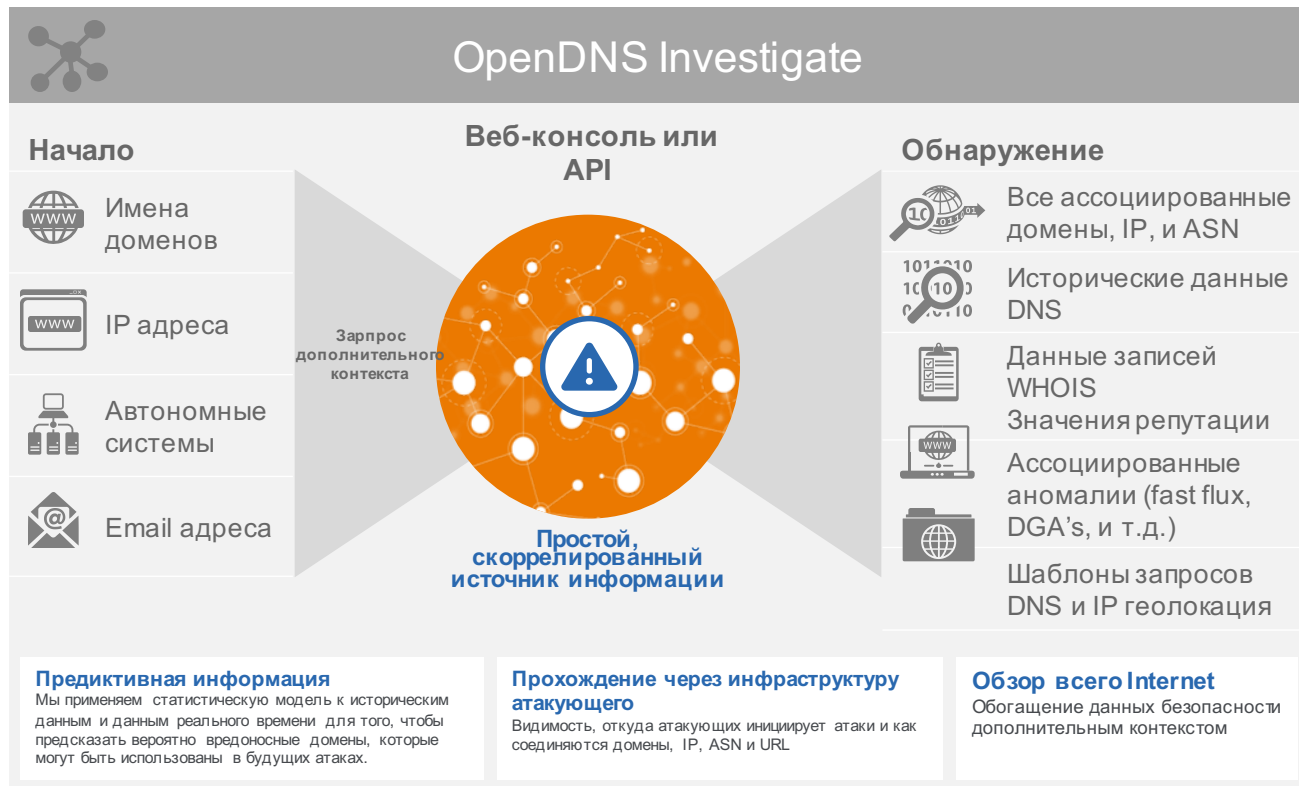 OpenDNS Investigate
Начало
Имена
доменов
IP адреса
Автономные
системы
Email адреса
Зарпрос
дополнительного
контекста
Веб-консоль или
API
Простой,
скоррелированный
источник информации
Обнаружение
Все ассоциированные
домены, IP, и ASN
Исторические данные
DNS
Данные записей
WHOIS
Значения репутации
Ассоциированные
аномалии (fast flux,
DGA's, и т.д.)
Шаблоны запросов
DNS и IP геолокация
Предиктивная информация
Мы применяем статистическую модель к историческим
данным и данным реального времени для того, чтобы
предсказать вероятно вредоносные домены, которые
могут быть использованы в будущих атаках.
Прохождение через инфраструктуру
атакующего
Видимость, откуда атакующих инициирует атаки и как
соединяются домены, IP, ASN и URL
Обзор всего Internet
Обогащение данных безопасности
дополнительным контекстом
WWW
WWW
WWW